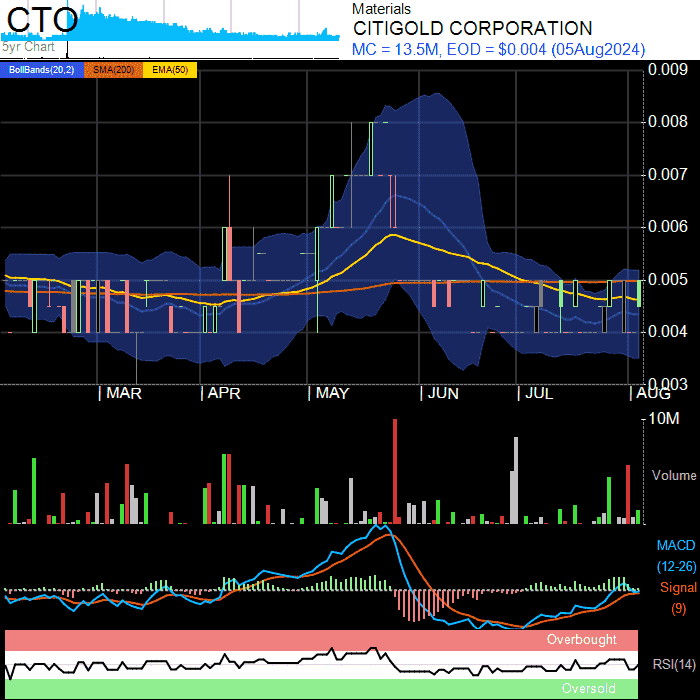 CTO
5yr Chart
Materials
CITIGOLD CORPORATION
MC = 13.5M, EOD = $0.004 (05Aug2024)
BollBands(20,2) SMA(200) EMA(50)
0.009
0.008
0.007
0.006
0.005
0.004
0.003
MAR APR MAY JUN JUL AUG
10M
Volume
MACD
(12-26)
Signal
(9)
Overbought
RSI(14)
Oversold